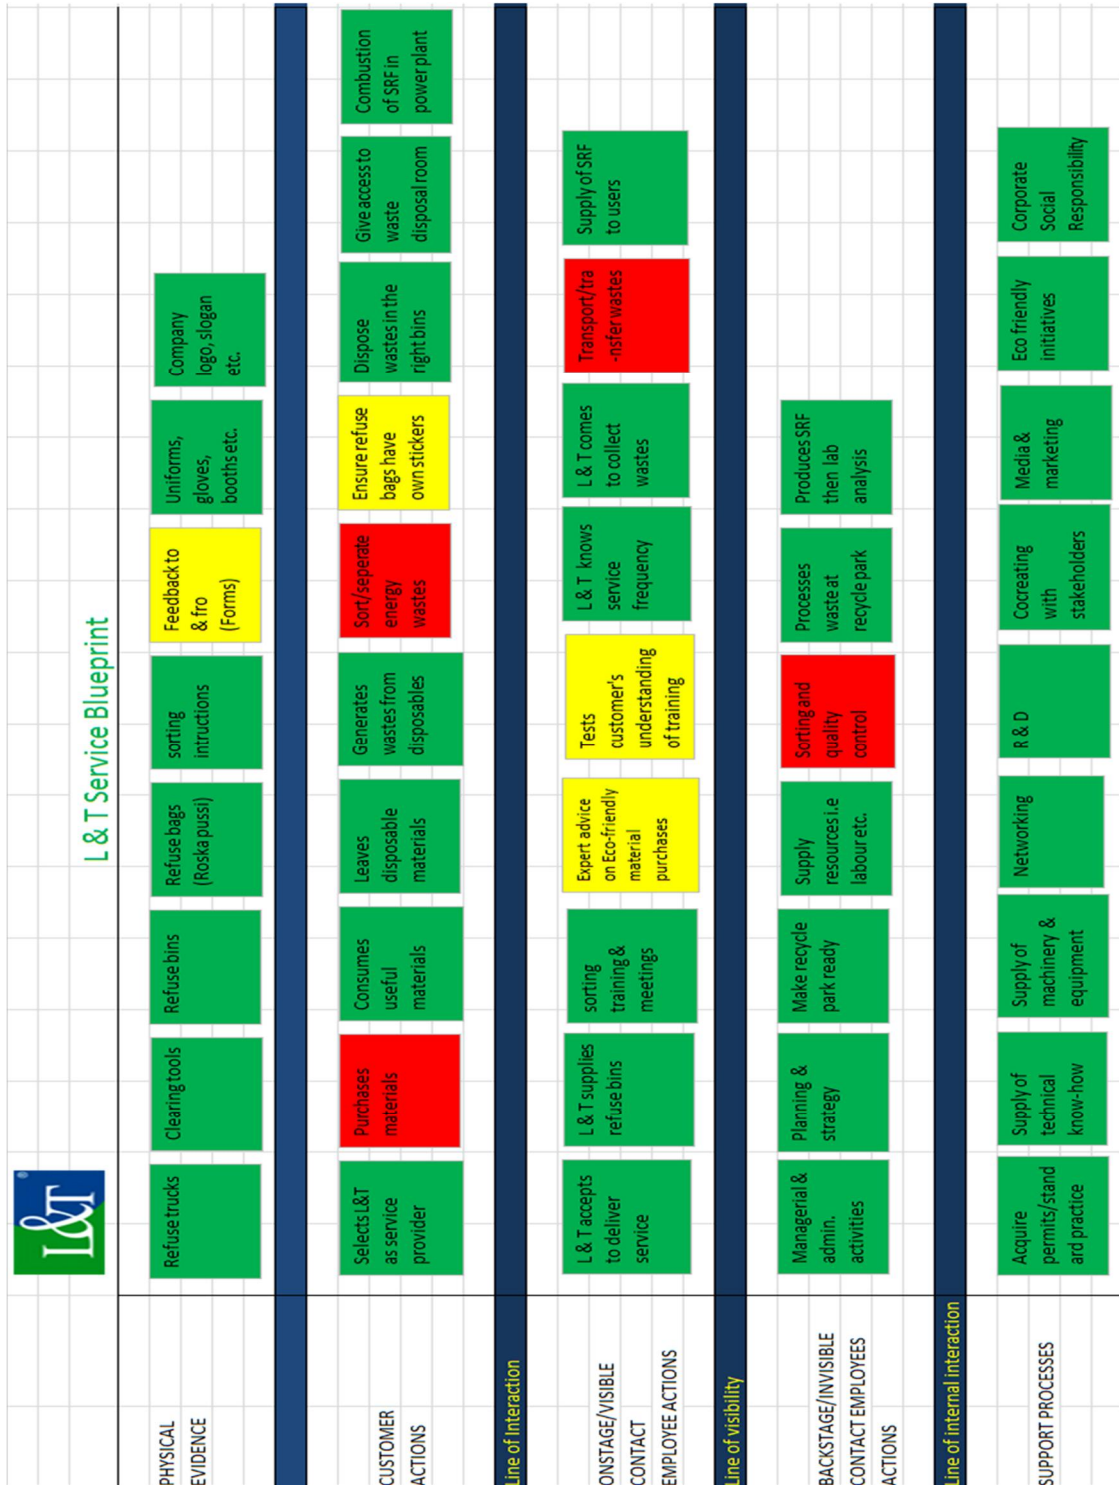 L & T Service Blueprint
L&T
®
PHYSICAL
EVIDENCE
Refuse trucks
Clearing tools
Refuse bins
Refuse bags
(Roska pussi)
sorting
intructions
Feedback to
& fro
(Forms)
Uniforms,
gloves,
booths etc.
Company
logo, slogan
etc.
CUSTOMER
ACTIONS
Selects L&T
as service
provider
Purchases
materials
Consumes
useful
materials
Leaves
disposable
materials
Generates
wastes from
disposables
Sort/seperate
energy
wastes
Ensure refuse
bags have
own stickers
Dispose
wastes in the
right bins
Give access to
waste
disposal room
Combustion
of SRF in
power plant
Line of Interaction
ONSTAGE/VISIBLE
CONTACT
EMPLOYEE ACTIONS
L & T accepts
to deliver
service
L & T supplies
refuse bins
sorting
training &
meetings
Expert advice
on Eco-friendly
material
purchases
Tests
customer's
understanding
of training
L & T knows
service
frequency
L & T comes
to collect
wastes
Transport/tra
-nsfer wastes
Supply of SRF
to users
Line of visibility
BACKSTAGE/INVISIBLE
CONTACT EMPLOYEES
ACTIONS
Managerial &
admin.
activities
Planning &
strategy
Make recycle
park ready
Supply
resources i.e
labour etc.
Sorting and
quality
control
Processes
waste at
recycle park
Produces SRF
then lab
analysis
Line of internal interaction
SUPPORT PROCESSES
Acquire
permits/stand
ard practice
Supply of
technical
know-how
Supply of
machinery &
equipment
Networking
R & D
Cocreating
with
stakeholders
Media &
marketing
Eco friendly
initiatives
Corporate
Social
Responsibility